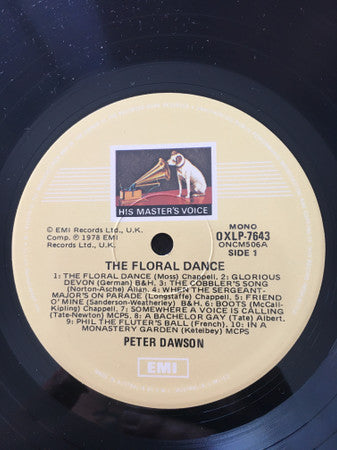 HIS MASTER'S VOICE
© EMI Records Ltd., U.K.
Comp. ℗ 1978 EMI
Records Ltd., U.K.
MONO
OXLP-7643
ONCM506A
SIDE 1
THE FLORAL DANCE
1: THE FLORAL DANCE (Moss) Chappell. 2: GLORIOUS
DEVON (German) B&H. 3: THE COBBLER'S SONG
(Norton-Asche) Allan. 4: WHEN THE SERGEANT-
MAJOR'S ON PARADE (Longstaffe) Chappell. 5: FRIEND
O' MINE (Sanderson-Weatherley) B&H. 6: BOOTS (McCall-
Kipling) Chappell. 7: SOMEWHERE A VOICE IS CALLING
(Tate-Newton) MCPS. 8: A BACHELOR GAY (Tate) Albert.
9: PHIL THE FLUTER'S BALL (French). 10: IN A
MONASTERY GARDEN (Ketelbey) MCPS
PETER DAWSON
EMI